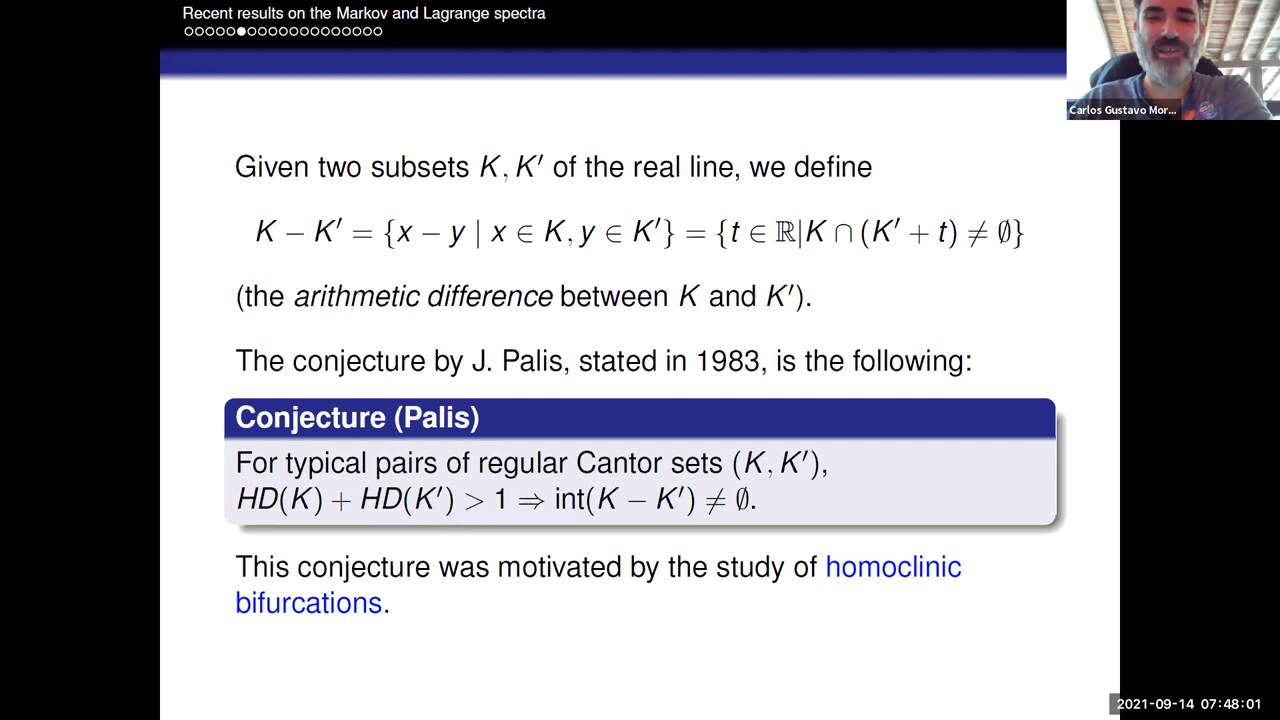 Recent results on the Markov and Lagrange spectra
Carlos Gustavo Mor...
Given two subsets K, K′ of the real line, we define
K − K′ = {x − y | x ∈ K, y ∈ K′} = {t ∈ ℝ|K ∩ (K′ + t) ≠ ∅}
(the arithmetic difference between K and K′).
The conjecture by J. Palis, stated in 1983, is the following:
Conjecture (Palis)
For typical pairs of regular Cantor sets (K, K′),
HD(K) + HD(K′) > 1 ⇒ int(K − K′) ≠ ∅.
This conjecture was motivated by the study of homoclinic
bifurcations.
2021-09-14 07:48:01